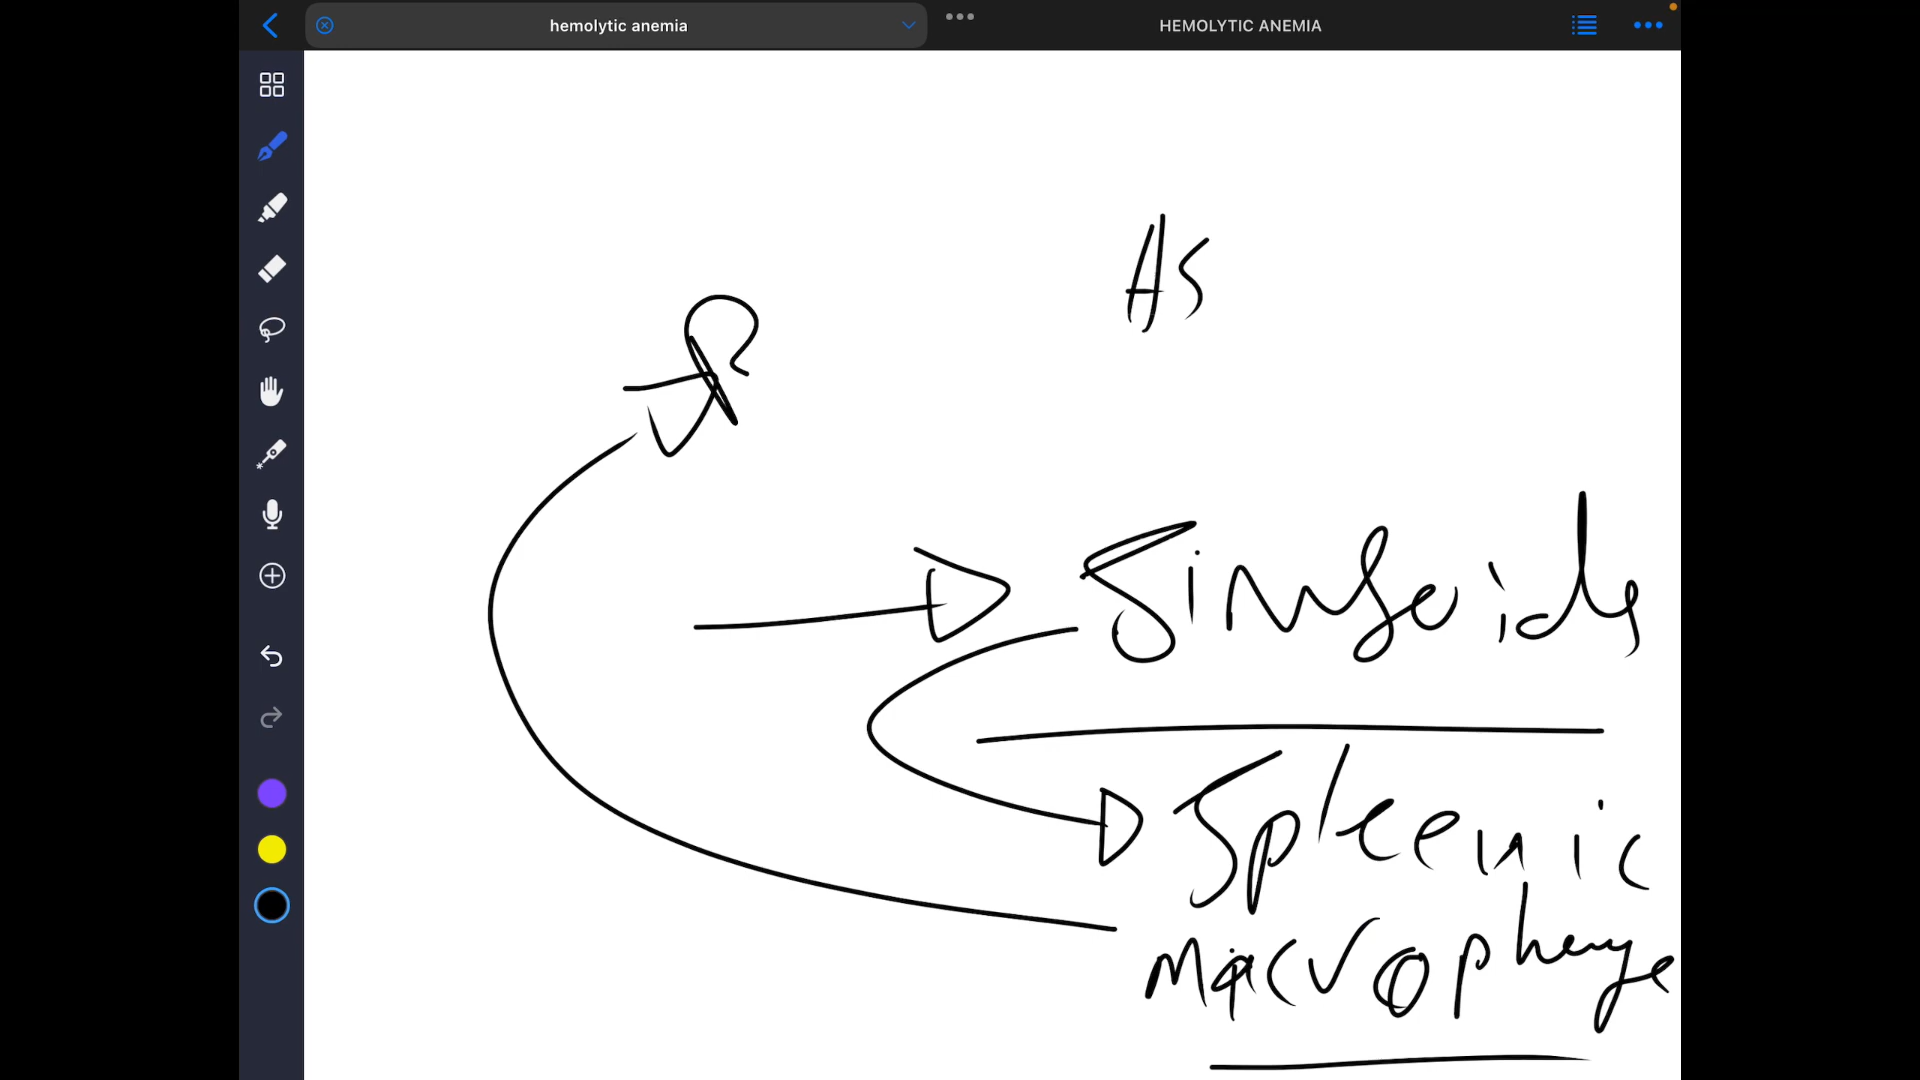 hemolytic anemia
HEMOLYTIC ANEMIA
HS
Sinusoids
Splenic
macrophage